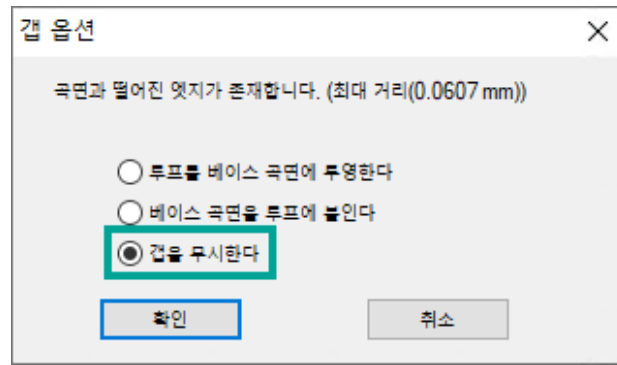 갭 옵션
곡면과 떨어진 엣지가 존재합니다. (최대 거리(0.0607 mm))
루프를 베이스 곡면에 투영한다
베이스 곡면을 루프에 붙인다
갭을 무시한다
확인 취소